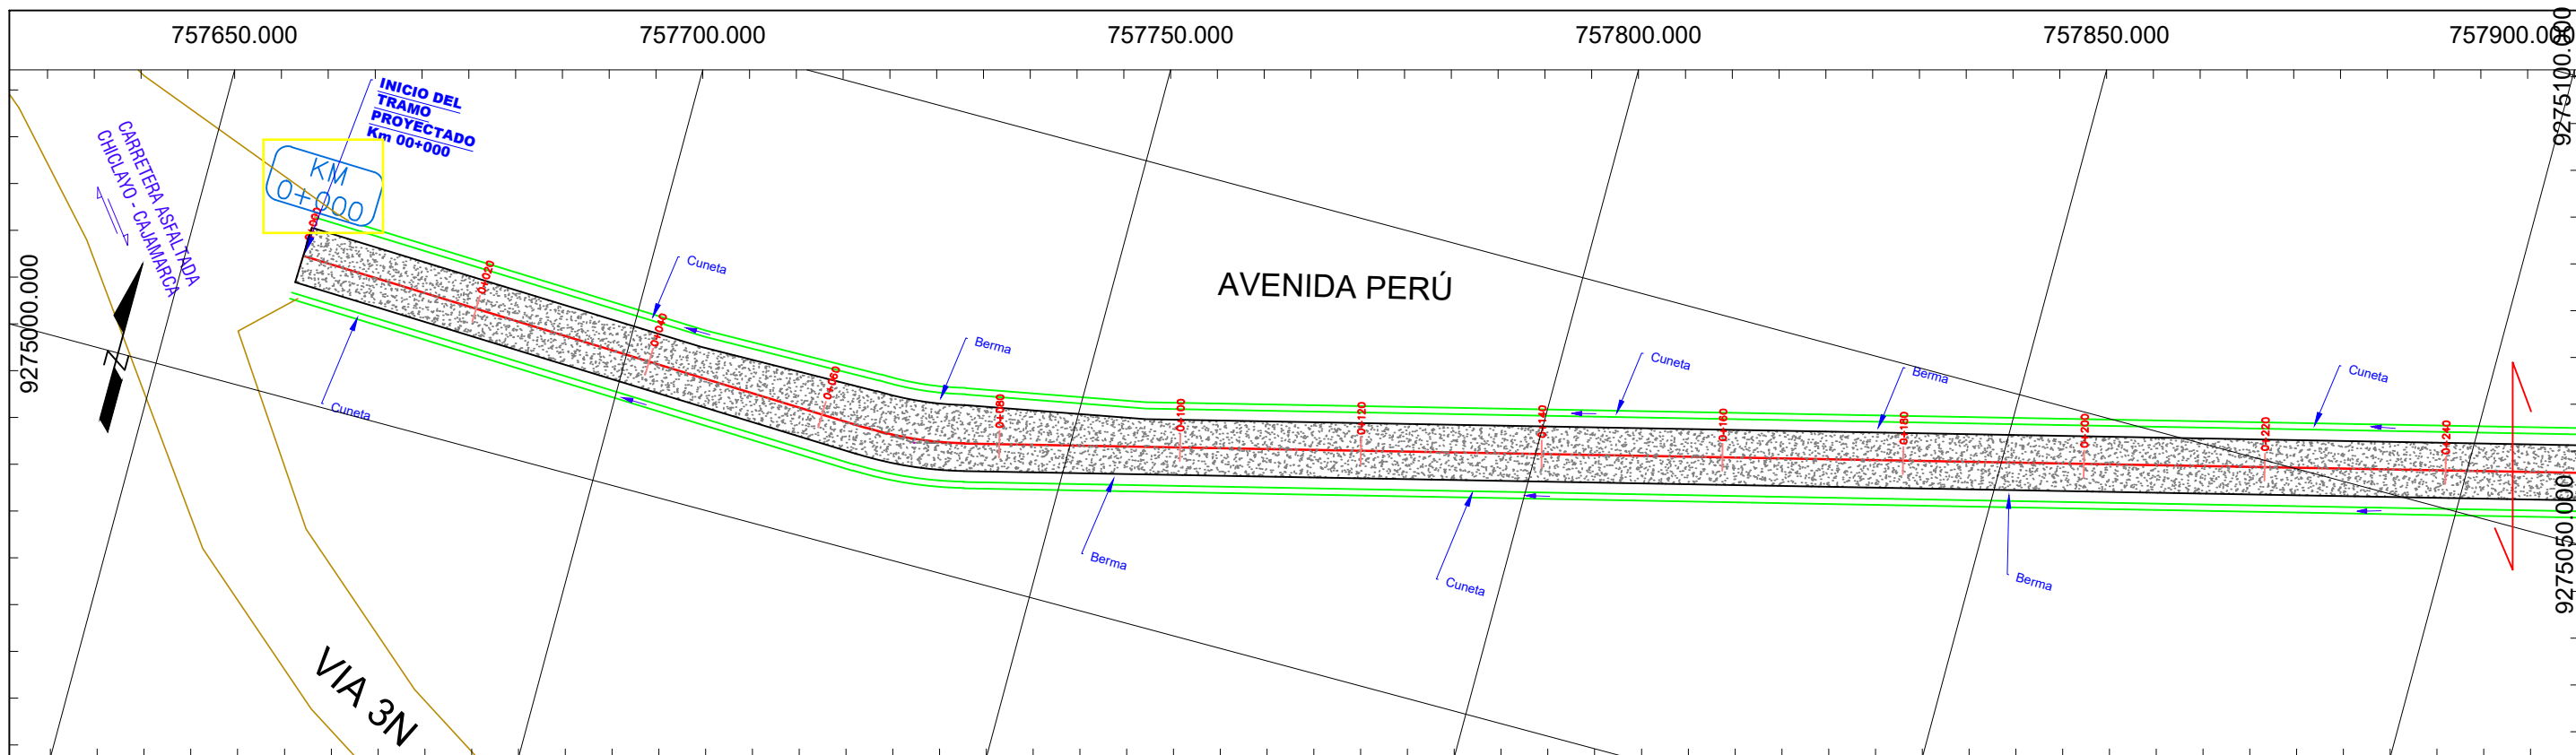 757650.000
757700.000
757750.000
757800.000
757850.000
757900.000
9275100.000
INICIO DEL
TRAMO
PROYECTADO
Km 00+000
CARRETERA ASFALTADA
CHICLAYO - CAJAMARCA
KM
0+000
0+000
0+020
Cuneta
0+040
AVENIDA PERÚ
9275000.000
N
Cuneta
0+060
Berma
0+080
0+100
0+120
0+140
Cuneta
0+160
Berma
0+180
0+200
Cuneta
0+220
0+240
Berma
Cuneta
Berma
9275050.000
VIA 3N